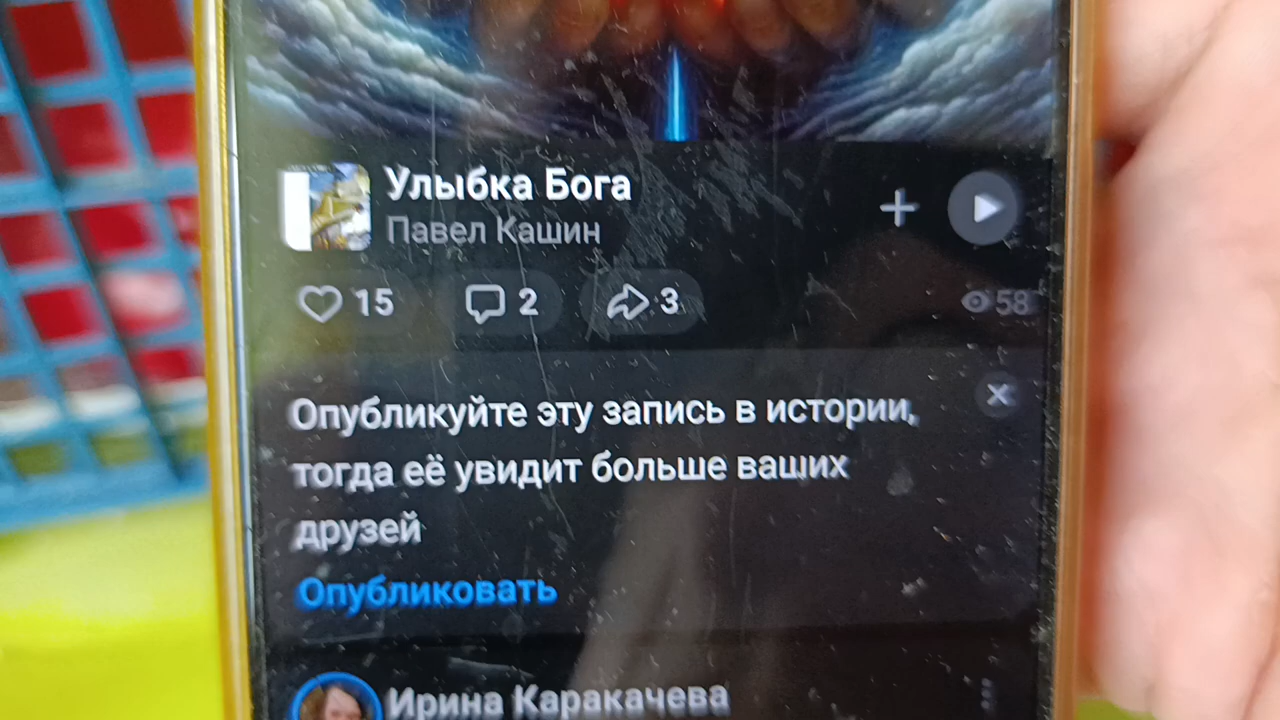 Улыбка Бога
Павел Кашин
15 2 3 58
Опубликуйте эту запись в истории,
тогда её увидит больше ваших
друзей
Опубликовать
Ирина Каракачева